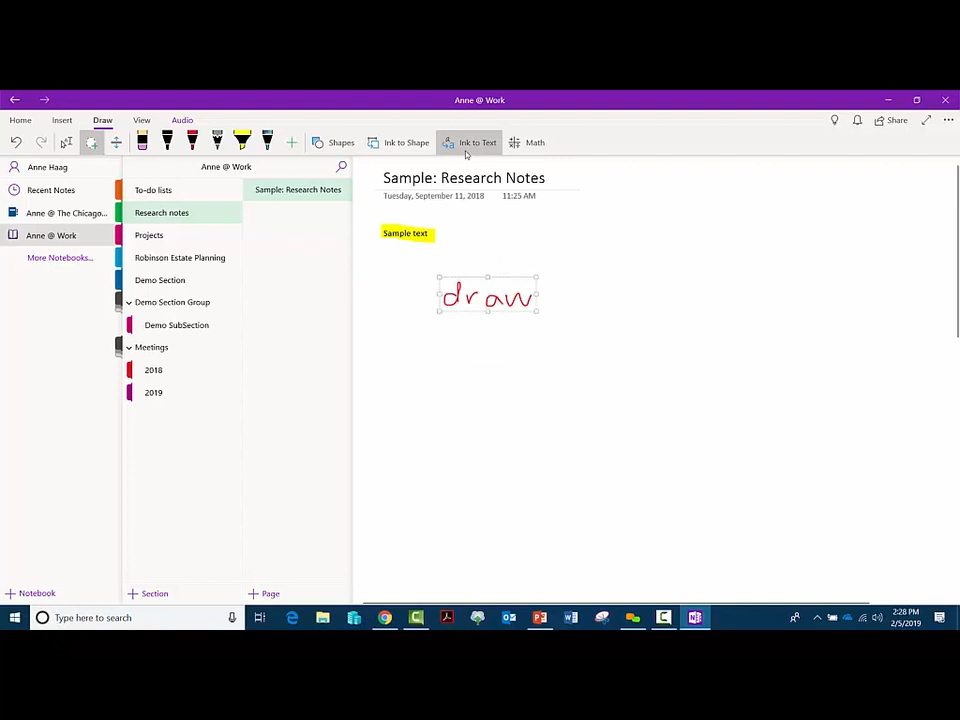 Anne @ Work
Home Insert Draw View Audio
Share
Shapes Ink to Shape Ink to Text Math
Anne Haag
Anne @ Work
Recent Notes
To-do lists
Sample: Research Notes
Anne @ The Chicago...
Research notes
Anne @ Work
Projects
More Notebooks...
Robinson Estate Planning
Demo Section
Demo Section Group
Demo SubSection
Meetings
2018
2019
Sample: Research Notes
Tuesday, September 11, 2018 11:25 AM
Sample text
draw
Notebook
Section
Page
Type here to search
2:28 PM
2/5/2019